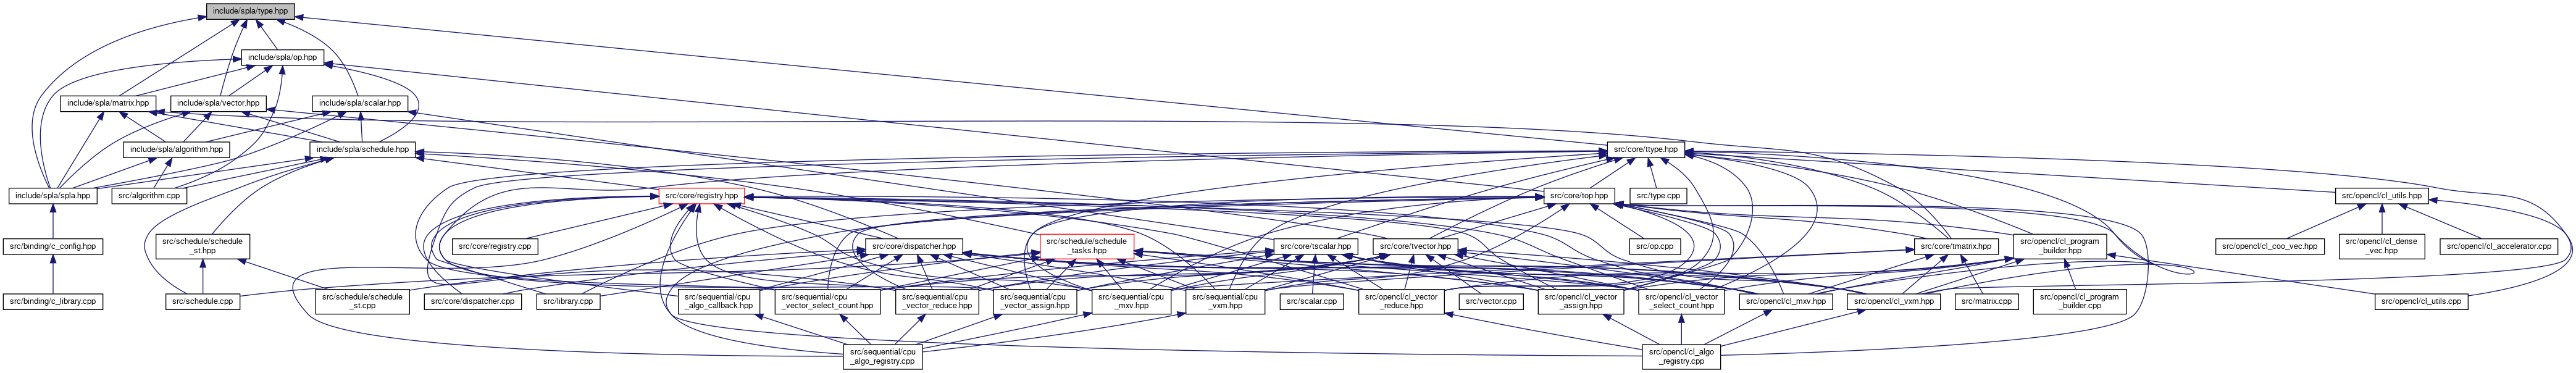 include/spla/type.hpp
include/spla/op.hpp
include/spla/matrix.hpp
include/spla/vector.hpp
include/spla/scalar.hpp
include/spla/algorithm.hpp
include/spla/schedule.hpp
src/core/ttype.hpp
include/spla/spla.hpp
src/algorithm.cpp
src/core/registry.hpp
src/core/top.hpp
src/type.cpp
src/opencl/cl_utils.hpp
src/binding/c_config.hpp
src/schedule/schedule
_st.hpp
src/core/registry.cpp
src/core/dispatcher.hpp
src/schedule/schedule
_tasks.hpp
src/core/tscalar.hpp
src/core/tvector.hpp
src/op.cpp
src/core/tmatrix.hpp
src/opencl/cl_program
_builder.hpp
src/opencl/cl_coo_vec.hpp
src/opencl/cl_dense
_vec.hpp
src/opencl/cl_accelerator.cpp
src/binding/c_library.cpp
src/schedule.cpp
src/schedule/schedule
_st.cpp
src/core/dispatcher.cpp
src/library.cpp
src/sequential/cpu
_algo_callback.hpp
src/sequential/cpu
_vector_select_count.hpp
src/sequential/cpu
_vector_reduce.hpp
src/sequential/cpu
_vector_assign.hpp
src/sequential/cpu
_mxv.hpp
src/sequential/cpu
_vxm.hpp
src/scalar.cpp
src/opencl/cl_vector
_reduce.hpp
src/vector.cpp
src/opencl/cl_vector
_assign.hpp
src/opencl/cl_vector
_select_count.hpp
src/opencl/cl_mxv.hpp
src/opencl/cl_vxm.hpp
src/matrix.cpp
src/opencl/cl_program
_builder.cpp
src/opencl/cl_utils.cpp
src/sequential/cpu
_algo_registry.cpp
src/opencl/cl_algo
_registry.cpp